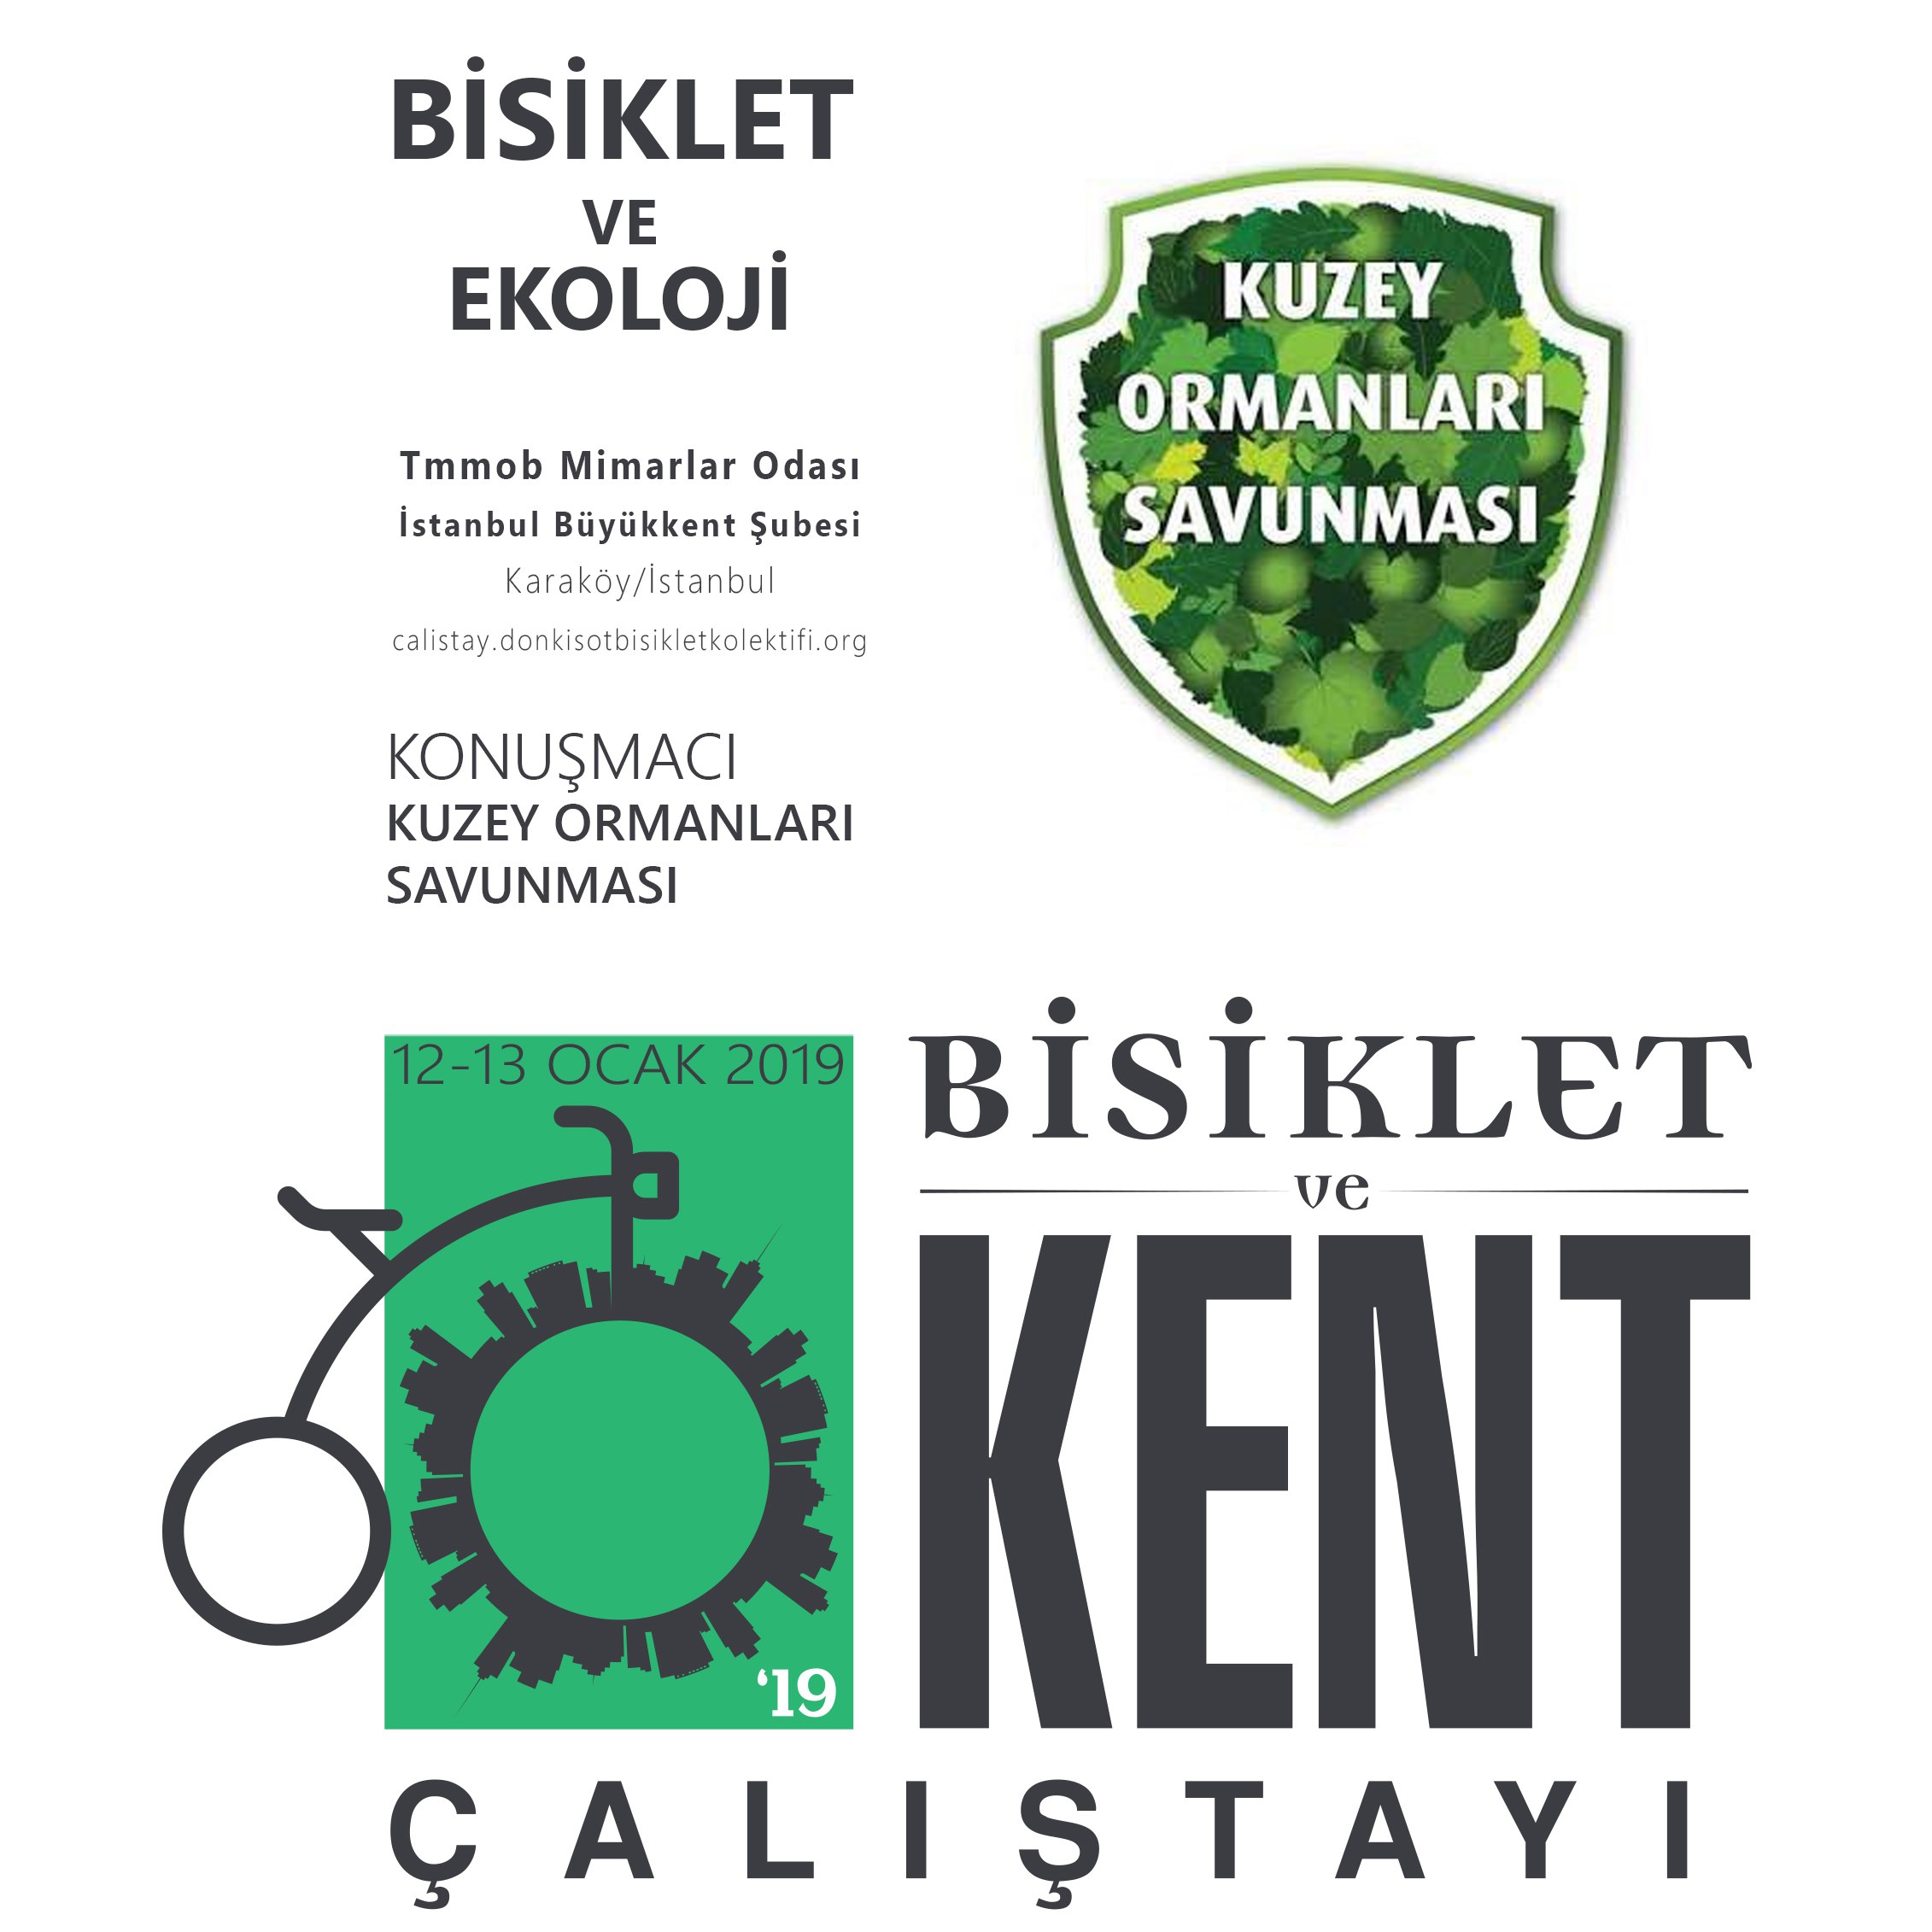 BİSİKLET
VE
EKOLOJİ
Tmmob Mimarlar Odası
İstanbul Büyükkent Şubesi
Karaköy/İstanbul
calistay.donkisotbisikletkolektifi.org
KONUŞMACI
KUZEY ORMANLARI
SAVUNMASI
KUZEY
ORMANLARI
SAVUNMASI
12-13 OCAK 2019
'19
BİSİKLET
ve
KENT
ÇALIŞTAYI